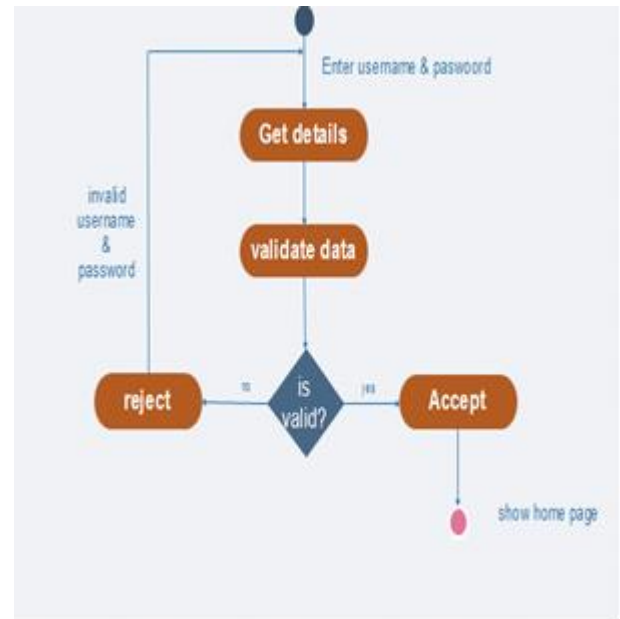 Enter username & paswoord
Get details
invalid
username
&
password
validate data
is
valid?
no
yes
reject
Accept
show home page